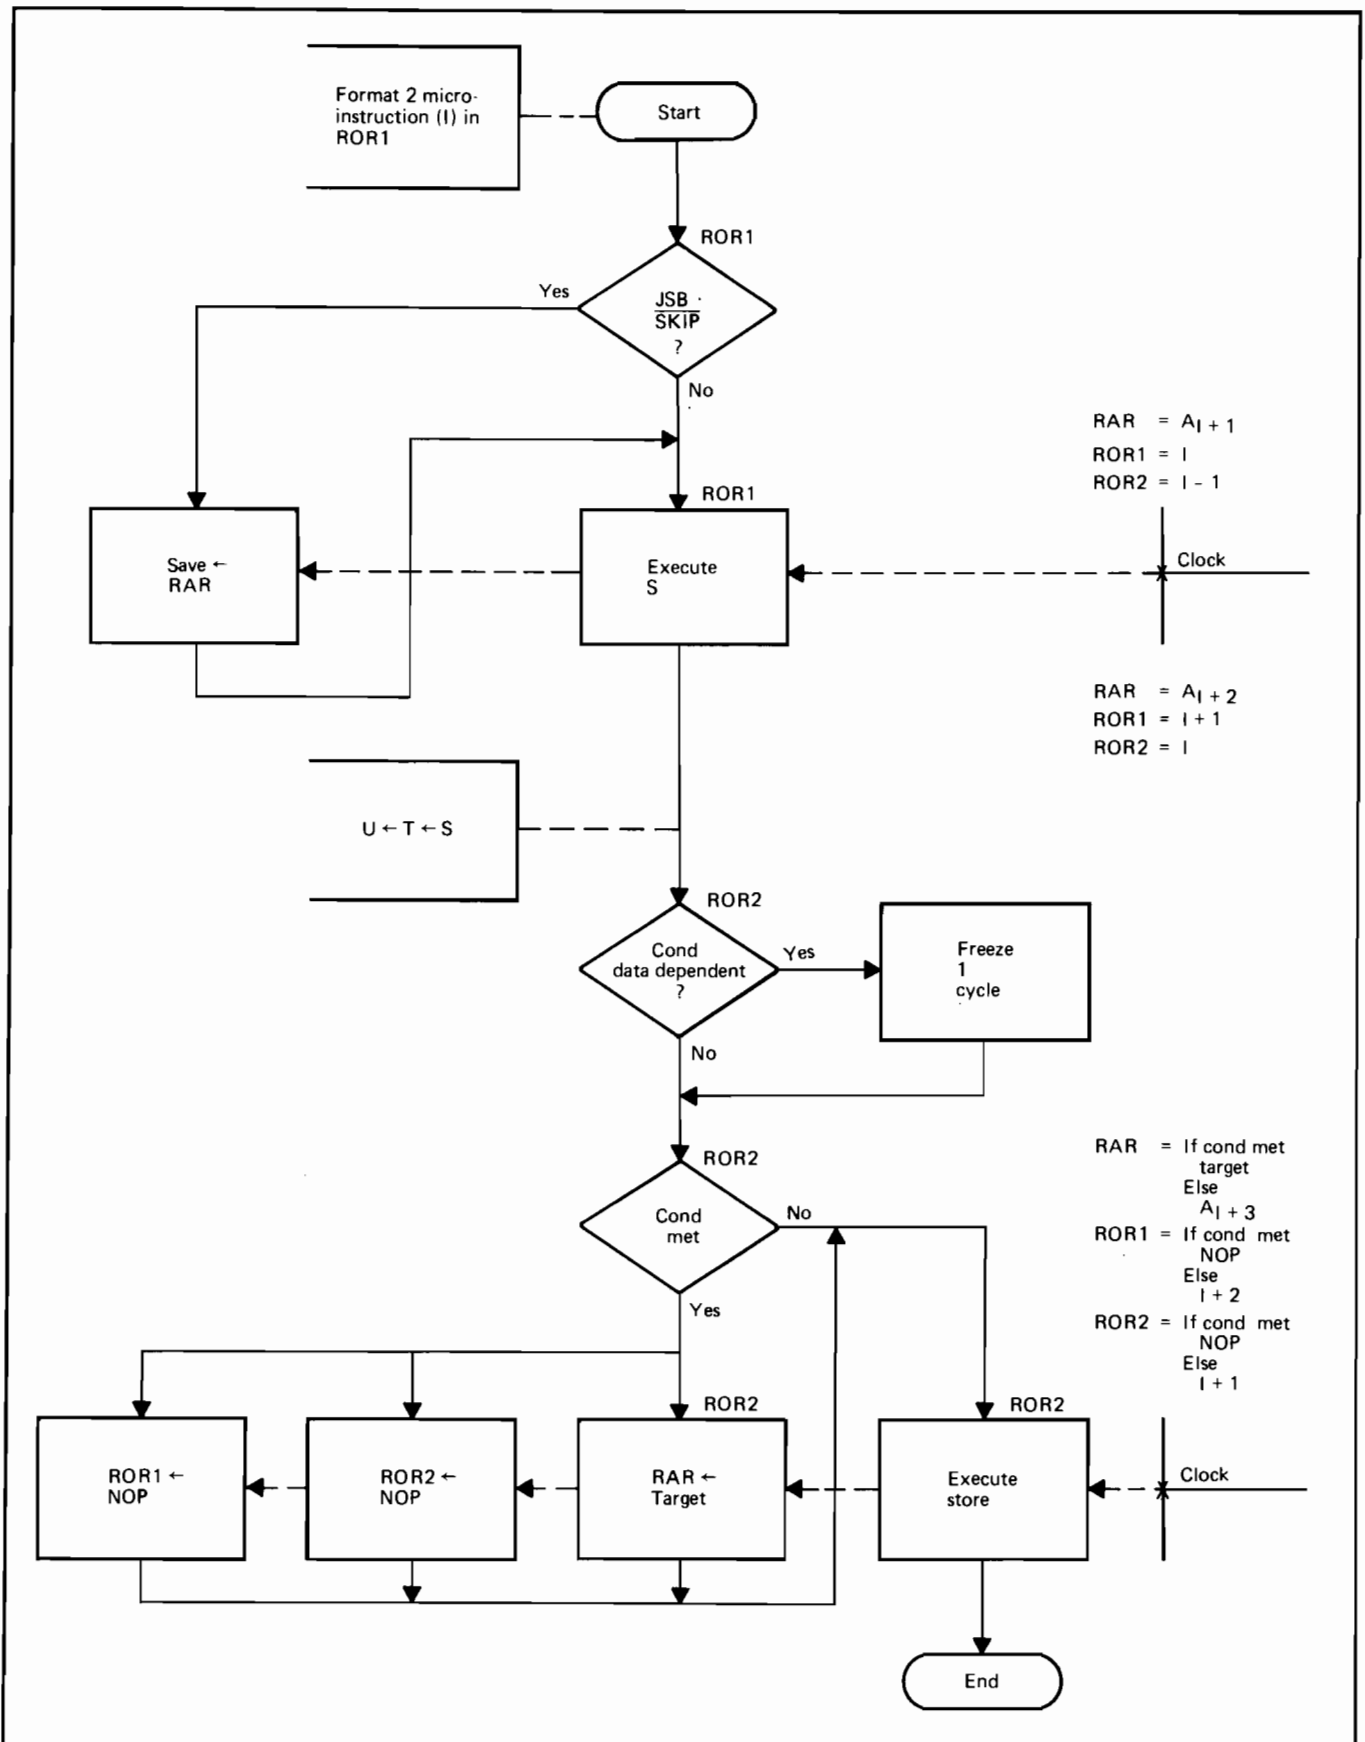 Format 2 micro-
instruction (I) in
ROR1
Start
ROR1
Yes
JSB ·
SKIP
?
No
RAR = A I + 1
ROR1 = I
ROR2 = I - 1
ROR1
Save ←
RAR
Execute
S
Clock
RAR = A I + 2
ROR1 = I + 1
ROR2 = I
U ← T ← S
ROR2
Cond
data dependent
?
Yes
Freeze
1
cycle
No
ROR2
Cond
met
No
Yes
RAR = If cond met
target
Else
A I + 3
ROR1 = If cond met
NOP
Else
I + 2
ROR2 = If cond met
NOP
Else
I + 1
ROR2
ROR2
ROR1 ←
NOP
ROR2 ←
NOP
RAR ←
Target
Execute
store
Clock
End